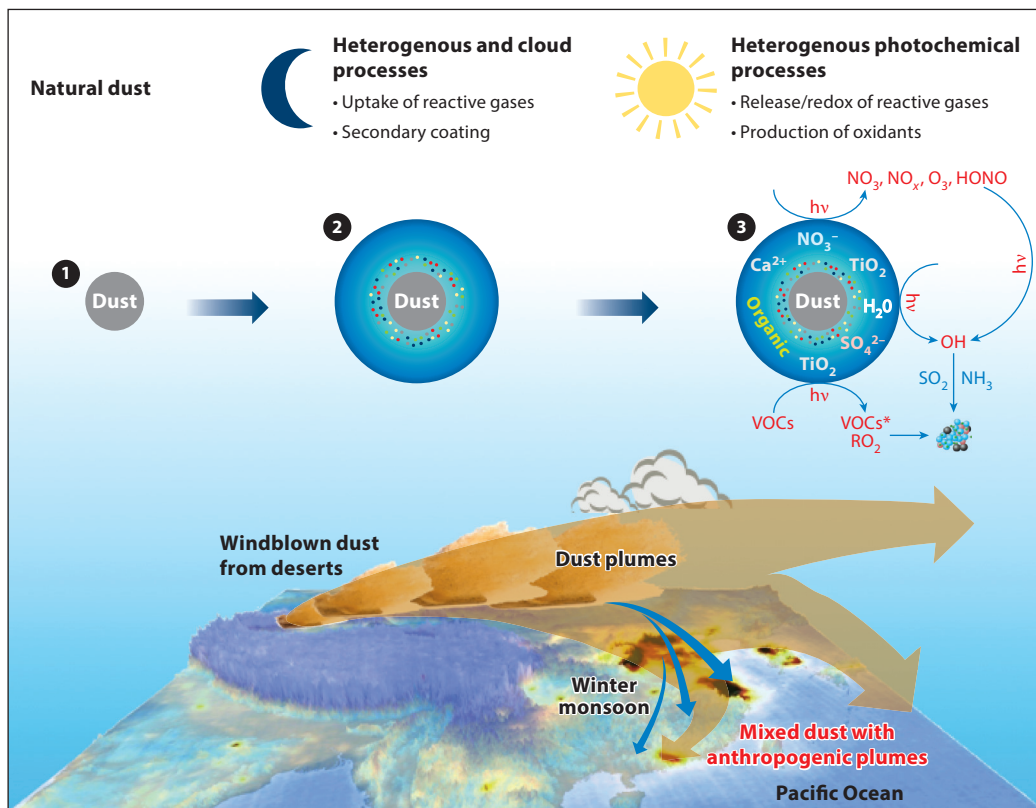 Natural dust
Heterogenous and cloud
processes
• Uptake of reactive gases
• Secondary coating
Heterogenous photochemical
processes
• Release/redox of reactive gases
• Production of oxidants
1
Dust
2
Dust
3
NO₃, NOₓ, O₃, HONO
hν
NO₃⁻
Ca²⁺
TiO₂
Dust
H₂0
hν
hν
Organic
SO₄²⁻
TiO₂
OH
hν
SO₂
NH₃
VOCs
VOCs*
RO₂
Windblown dust
from deserts
Dust plumes
Winter
monsoon
Mixed dust with
anthropogenic plumes
Pacific Ocean